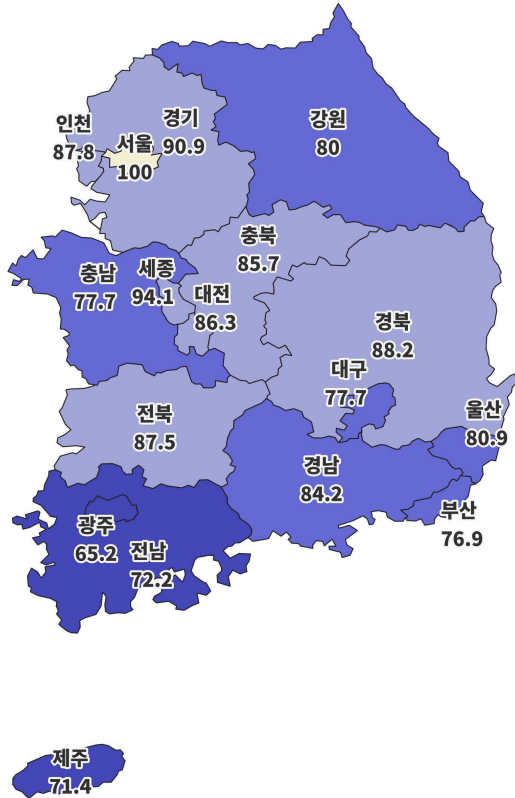 인천
87.8
서울
100
경기
90.9
강원
80
충북
85.7
충남
77.7
세종
94.1
대전
86.3
경북
88.2
대구
77.7
울산
80.9
전북
87.5
경남
84.2
부산
76.9
광주
65.2
전남
72.2
제주
71.4